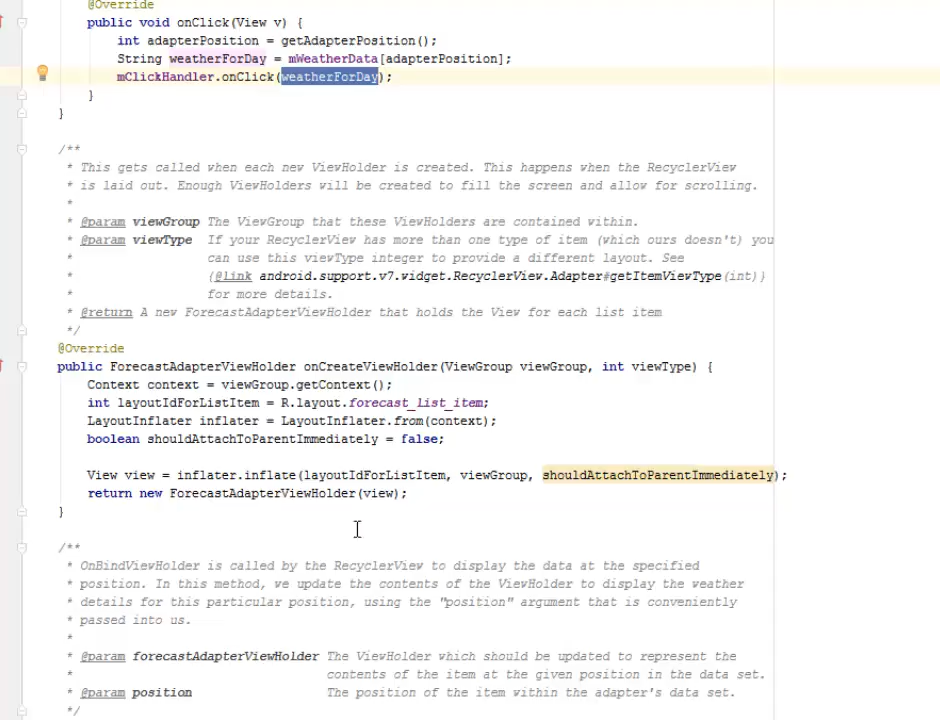 @Override
public void onClick(View v) {
int adapterPosition = getAdapterPosition();
String weatherForDay = mWeatherData[adapterPosition];
mClickHandler.onClick(weatherForDay);
}
}
/**
* This gets called when each new ViewHolder is created. This happens when the RecyclerView
* is laid out. Enough ViewHolders will be created to fill the screen and allow for scrolling.
*
* @param viewGroup The ViewGroup that these ViewHolders are contained within.
* @param viewType  If your RecyclerView has more than one type of item (which ours doesn't) you
*                  can use this viewType integer to provide a different layout. See
*                  {@link android.support.v7.widget.RecyclerView.Adapter#getItemViewType(int)}
*                  for more details.
* @return A new ForecastAdapterViewHolder that holds the View for each list item
*/
@Override
public ForecastAdapterViewHolder onCreateViewHolder(ViewGroup viewGroup, int viewType) {
Context context = viewGroup.getContext();
int layoutIdForListItem = R.layout.forecast_list_item;
LayoutInflater inflater = LayoutInflater.from(context);
boolean shouldAttachToParentImmediately = false;
View view = inflater.inflate(layoutIdForListItem, viewGroup, shouldAttachToParentImmediately);
return new ForecastAdapterViewHolder(view);
}
/**
* OnBindViewHolder is called by the RecyclerView to display the data at the specified
* position. In this method, we update the contents of the ViewHolder to display the weather
* details for this particular position, using the "position" argument that is conveniently
* passed into us.
*
* @param forecastAdapterViewHolder The ViewHolder which should be updated to represent the
*                                  contents of the item at the given position in the data set.
* @param position                  The position of the item within the adapter's data set.
*/